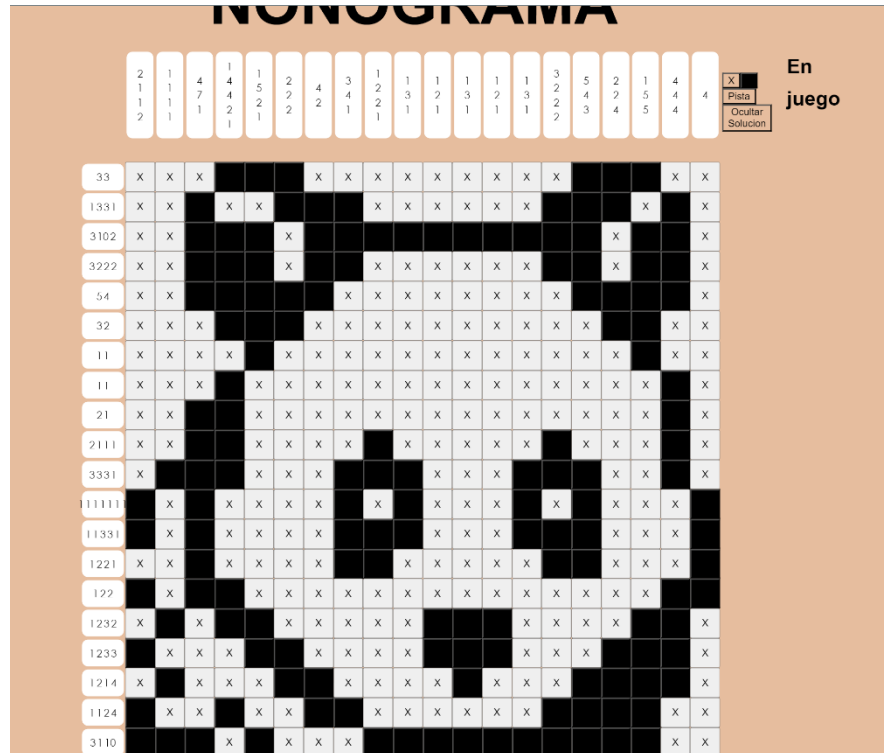 NONOGRAMA
2 1 1 2
1 1 1 1
4 7 1
1 4 4 2 1
1 5 2 1
2 2 2
4 2
3 4 1
1 2 2 1
1 3 1
1 2 1
1 3 1
1 2 1
1 3 1
3 2 2 2
5 4 3
2 2 4
1 5 5
4 4 4
4
X
Pista
Ocultar
Solucion
En
juego
33 X X X X X X X X X X X X X X
1331 X X X X X X X X X X X X
3102 X X X X X
3222 X X X X X X X X X X X
54 X X X X X X X X X X X
32 X X X X X X X X X X X X X X X
11 X X X X X X X X X X X X X X X X X X
11 X X X X X X X X X X X X X X X X X X
21 X X X X X X X X X X X X X X X X X
2111 X X X X X X X X X X X X X X X
3331 X X X X X X X X X X
1111111 X X X X X X X X X X X X X
11331 X X X X X X X X X X X
1221 X X X X X X X X X X X X X X
122 X X X X X X X X X X X X X X X
1232 X X X X X X X X X X X X
1233 X X X X X X X X X X X
1214 X X X X X X X X X X X X
1124 X X X X X X X X X X X X
3110 X X X X X X